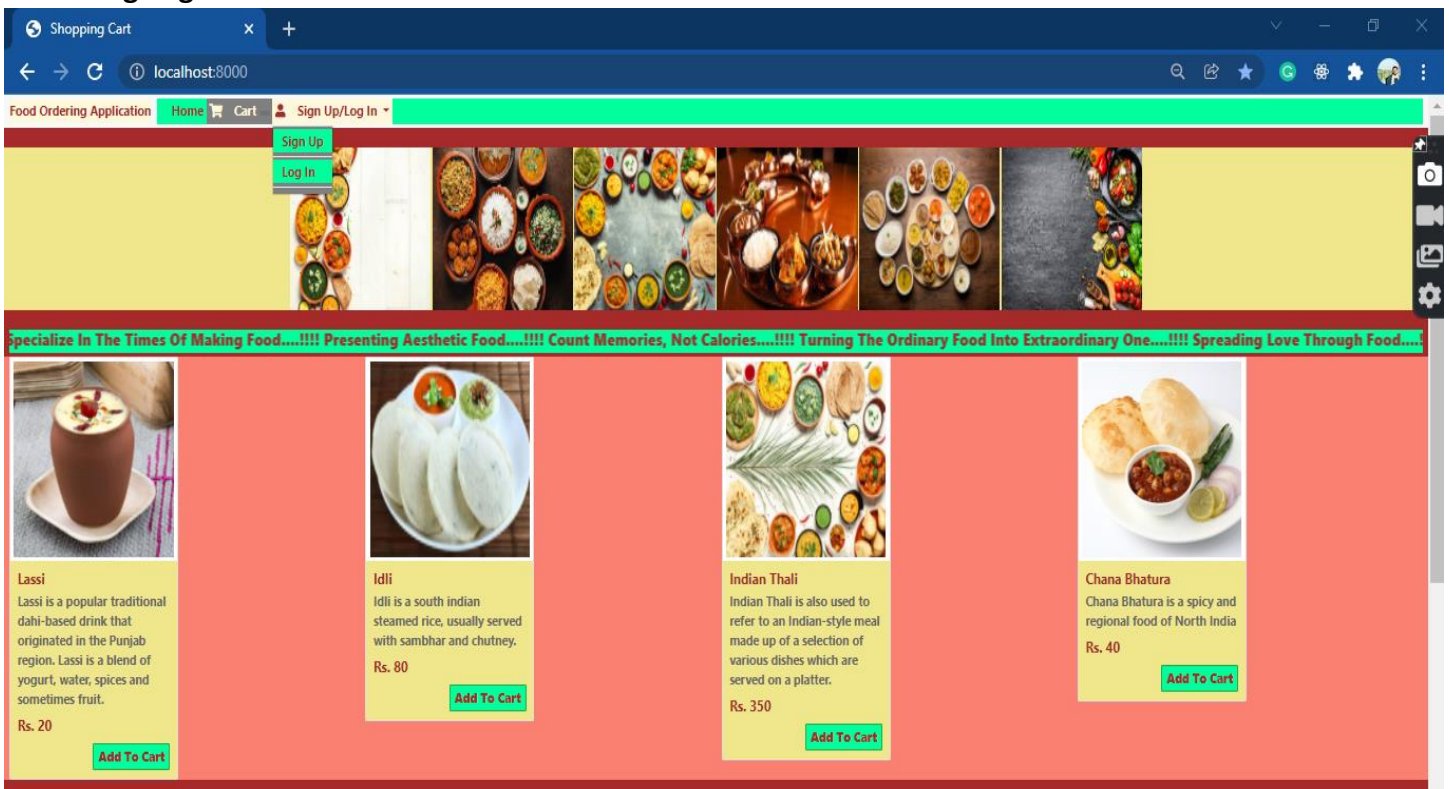 Shopping Cart
localhost:8000
Food Ordering Application Home Cart Sign Up/Log In
Sign Up
Log In
Specialize In The Times Of Making Food....!!!! Presenting Aesthetic Food....!!!! Count Memories, Not Calories....!!!! Turning The Ordinary Food Into Extraordinary One....!!!! Spreading Love Through Food....!
Lassi
Lassi is a popular traditional
dahi-based drink that
originated in the Punjab
region. Lassi is a blend of
yogurt, water, spices and
sometimes fruit.
Rs. 20
Add To Cart
Idli
Idli is a south indian
steamed rice, usually served
with sambhar and chutney.
Rs. 80
Add To Cart
Indian Thali
Indian Thali is also used to
refer to an Indian-style meal
made up of a selection of
various dishes which are
served on a platter.
Rs. 350
Add To Cart
Chana Bhatura
Chana Bhatura is a spicy and
regional food of North India
Rs. 40
Add To Cart